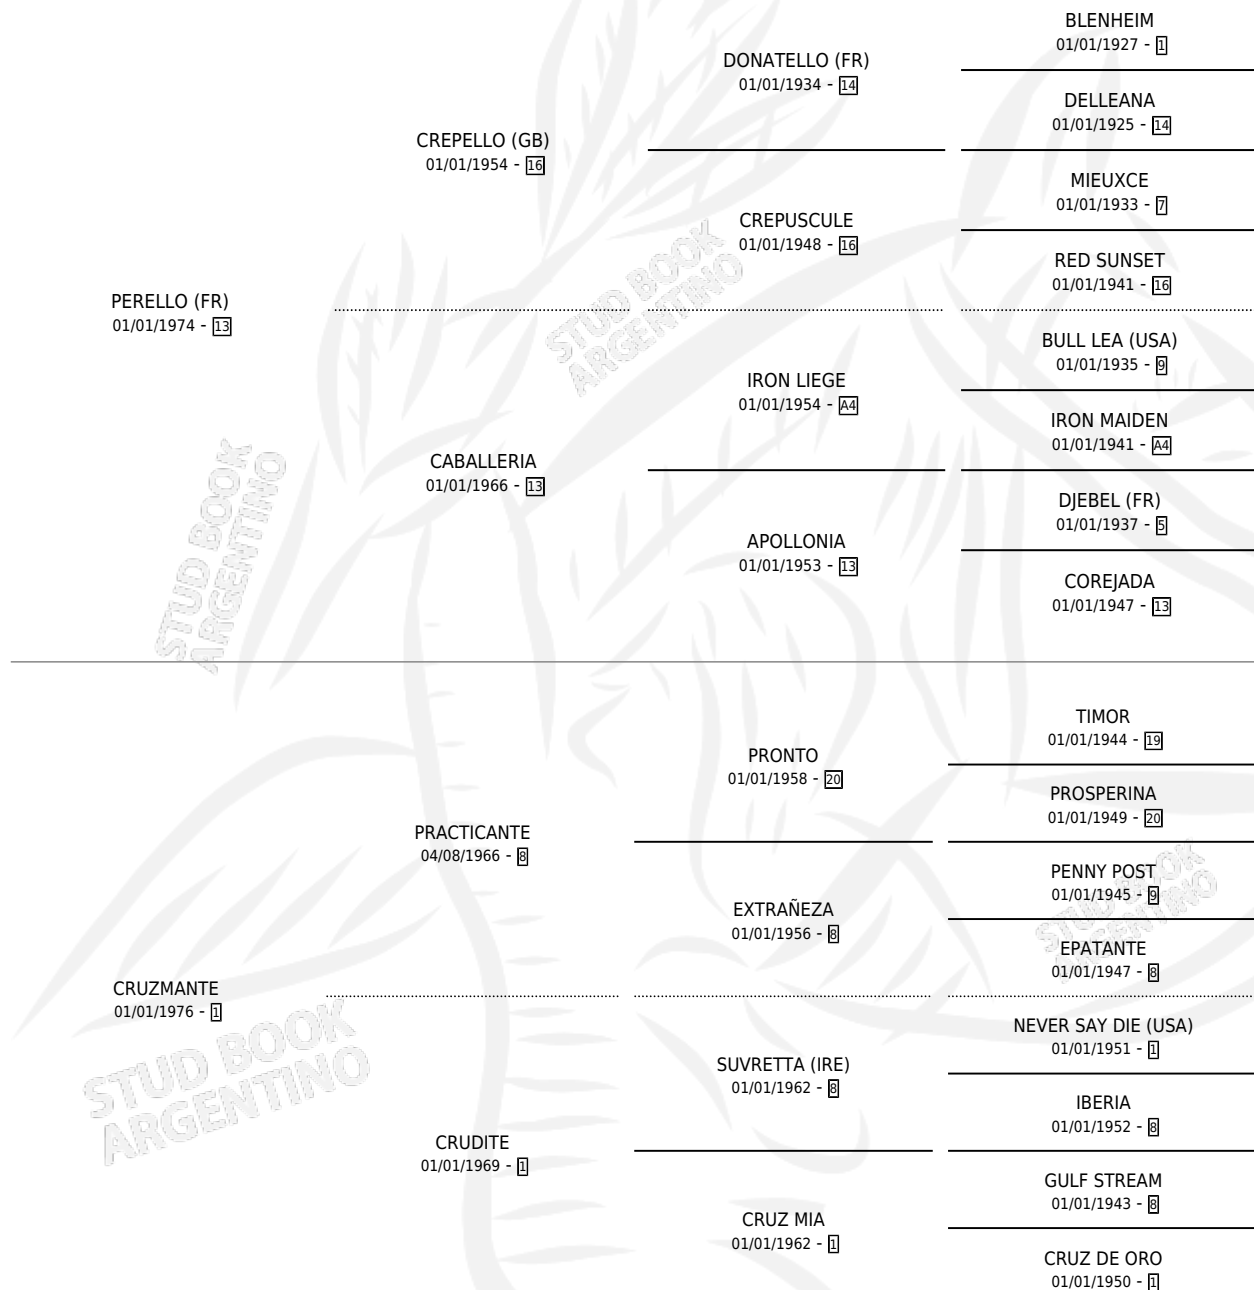 BLENHEIM
01/01/1927 - 1
DONATELLO (FR)
01/01/1934 - 14
DELLEANA
01/01/1925 - 14
CREPELLO (GB)
01/01/1954 - 16
MIEUXCE
01/01/1933 - 7
CREPUSCULE
01/01/1948 - 16
RED SUNSET
01/01/1941 - 16
PERELLO (FR)
01/01/1974 - 13
STUD BOOK
ARGENTINO
BULL LEA (USA)
01/01/1935 - 9
IRON LIEGE
01/01/1954 - A4
IRON MAIDEN
01/01/1941 - A4
CABALLERIA
01/01/1966 - 13
DJEBEL (FR)
01/01/1937 - 5
APOLLONIA
01/01/1953 - 13
COREJADA
01/01/1947 - 13
STUD BOOK
ARGENTINO
TIMOR
01/01/1944 - 19
PRONTO
01/01/1958 - 20
PROSPERINA
01/01/1949 - 20
PRACTICANTE
04/08/1966 - 8
PENNY POST
01/01/1945 - 9
EXTRAÑEZA
01/01/1956 - 8
EPATANTE
01/01/1947 - 8
STUD BOOK
ARGENTINO
CRUZMANTE
01/01/1976 - 1
NEVER SAY DIE (USA)
01/01/1951 - 1
SUVRETTA (IRE)
01/01/1962 - 8
IBERIA
01/01/1952 - 8
STUD BOOK
ARGENTINO
CRUDITE
01/01/1969 - 1
GULF STREAM
01/01/1943 - 8
CRUZ MIA
01/01/1962 - 1
CRUZ DE ORO
01/01/1950 - 1